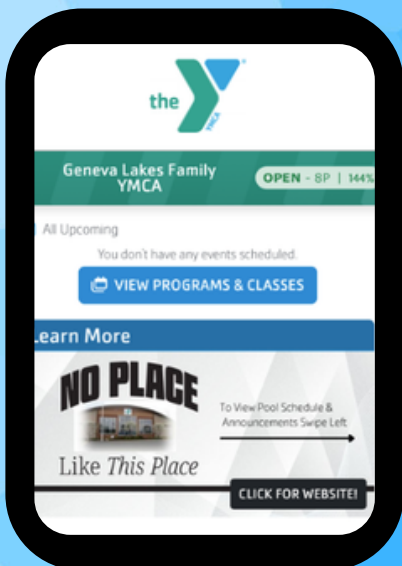 the
YMCA
Geneva Lakes Family
YMCA
OPEN - 8P | 144%
All Upcoming
You don't have any events scheduled.
VIEW PROGRAMS & CLASSES
Learn More
NO PLACE
Like This Place
To View Pool Schedule &
Announcements Swipe Left
CLICK FOR WEBSITE!